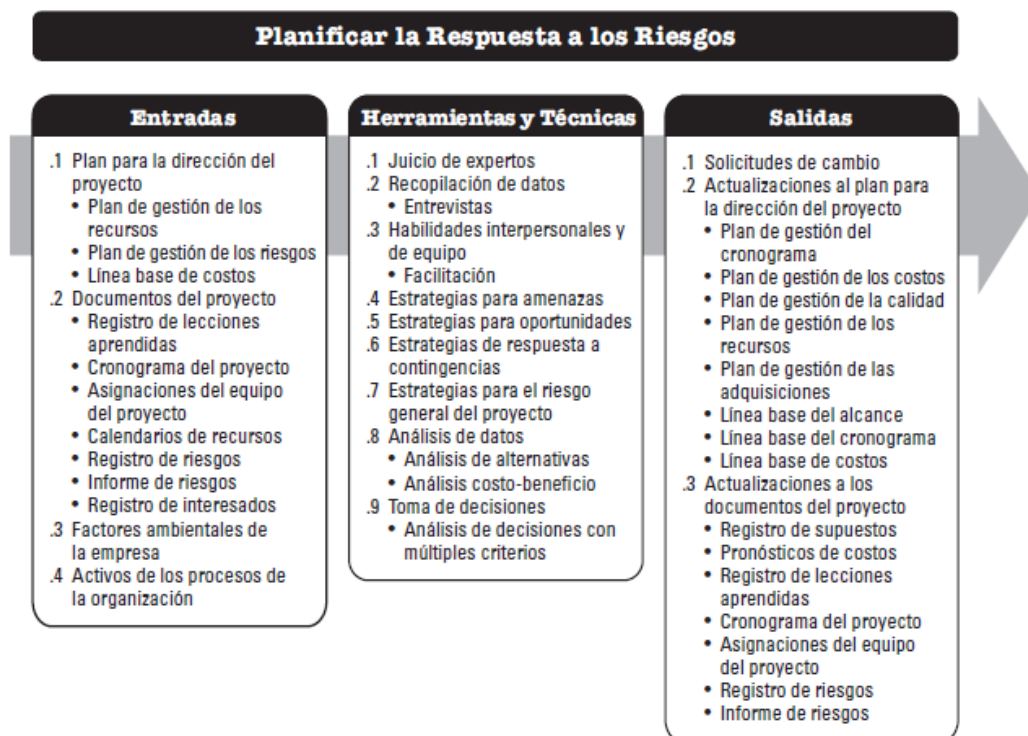 Planificar la Respuesta a los Riesgos
Entradas
.1 Plan para la dirección del
proyecto
• Plan de gestión de los
recursos
• Plan de gestión de los riesgos
• Línea base de costos
.2 Documentos del proyecto
• Registro de lecciones
aprendidas
• Cronograma del proyecto
• Asignaciones del equipo
del proyecto
• Calendarios de recursos
• Registro de riesgos
• Informe de riesgos
• Registro de interesados
.3 Factores ambientales de
la empresa
.4 Activos de los procesos de
la organización
Herramientas y Técnicas
.1 Juicio de expertos
.2 Recopilación de datos
• Entrevistas
.3 Habilidades interpersonales y
de equipo
• Facilitación
.4 Estrategias para amenazas
.5 Estrategias para oportunidades
.6 Estrategias de respuesta a
contingencias
.7 Estrategias para el riesgo
general del proyecto
.8 Análisis de datos
• Análisis de alternativas
• Análisis costo-beneficio
.9 Toma de decisiones
• Análisis de decisiones con
múltiples criterios
Salidas
.1 Solicitudes de cambio
.2 Actualizaciones al plan para
la dirección del proyecto
• Plan de gestión del
cronograma
• Plan de gestión de los costos
• Plan de gestión de la calidad
• Plan de gestión de los
recursos
• Plan de gestión de las
adquisiciones
• Línea base del alcance
• Línea base del cronograma
• Línea base de costos
.3 Actualizaciones a los
documentos del proyecto
• Registro de supuestos
• Pronósticos de costos
• Registro de lecciones
aprendidas
• Cronograma del proyecto
• Asignaciones del equipo
del proyecto
• Registro de riesgos
• Informe de riesgos